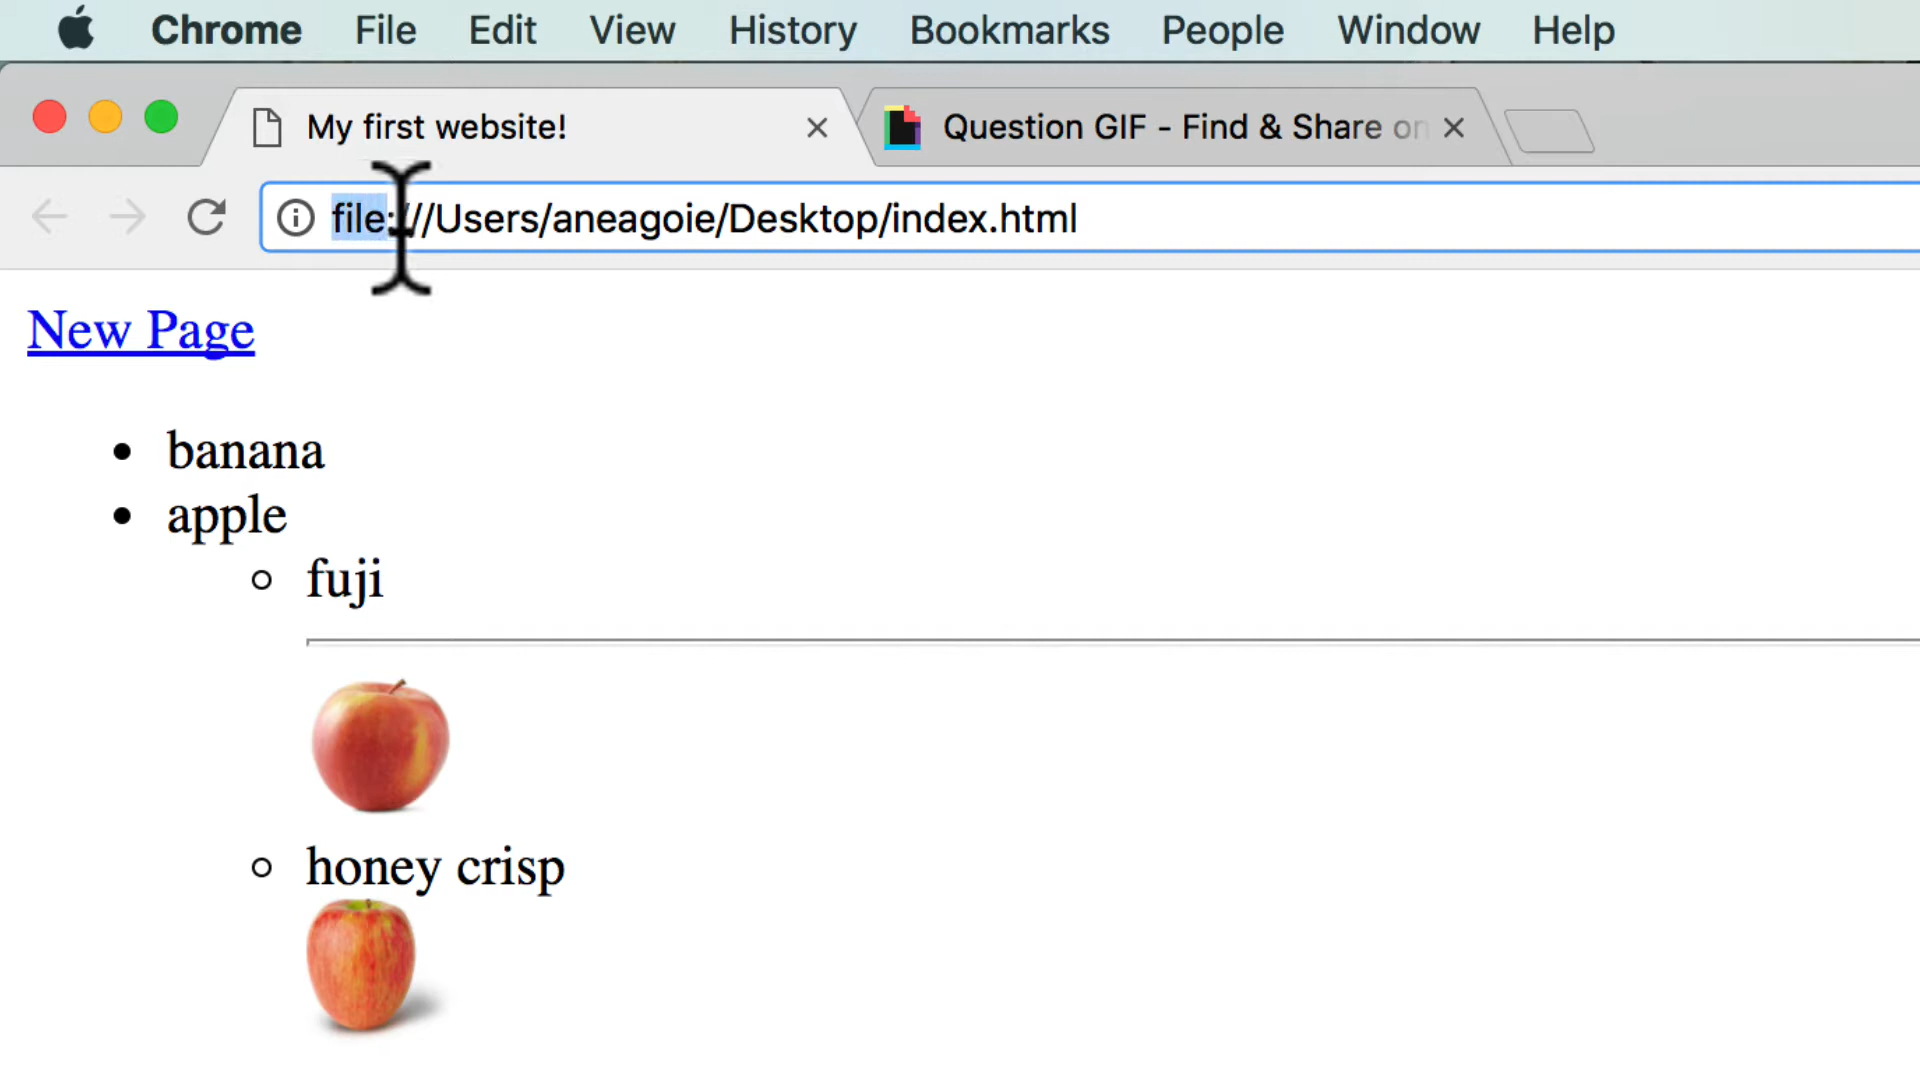 Chrome File Edit View History Bookmarks People Window Help
My first website! Question GIF - Find & Share on
file:///Users/aneagoie/Desktop/index.html
New Page
banana
apple
fuji
honey crisp